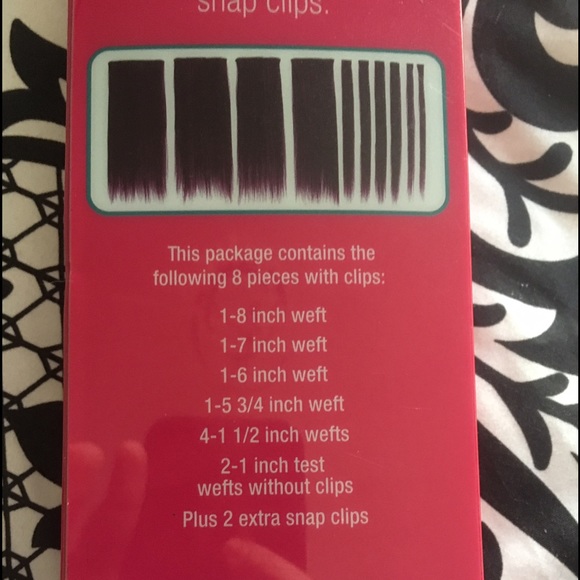 snap clips.
This package contains the
following 8 pieces with clips:
1-8 inch weft
1-7 inch weft
1-6 inch weft
1-5 3/4 inch weft
4-1 1/2 inch wefts
2-1 inch test
wefts without clips
Plus 2 extra snap clips